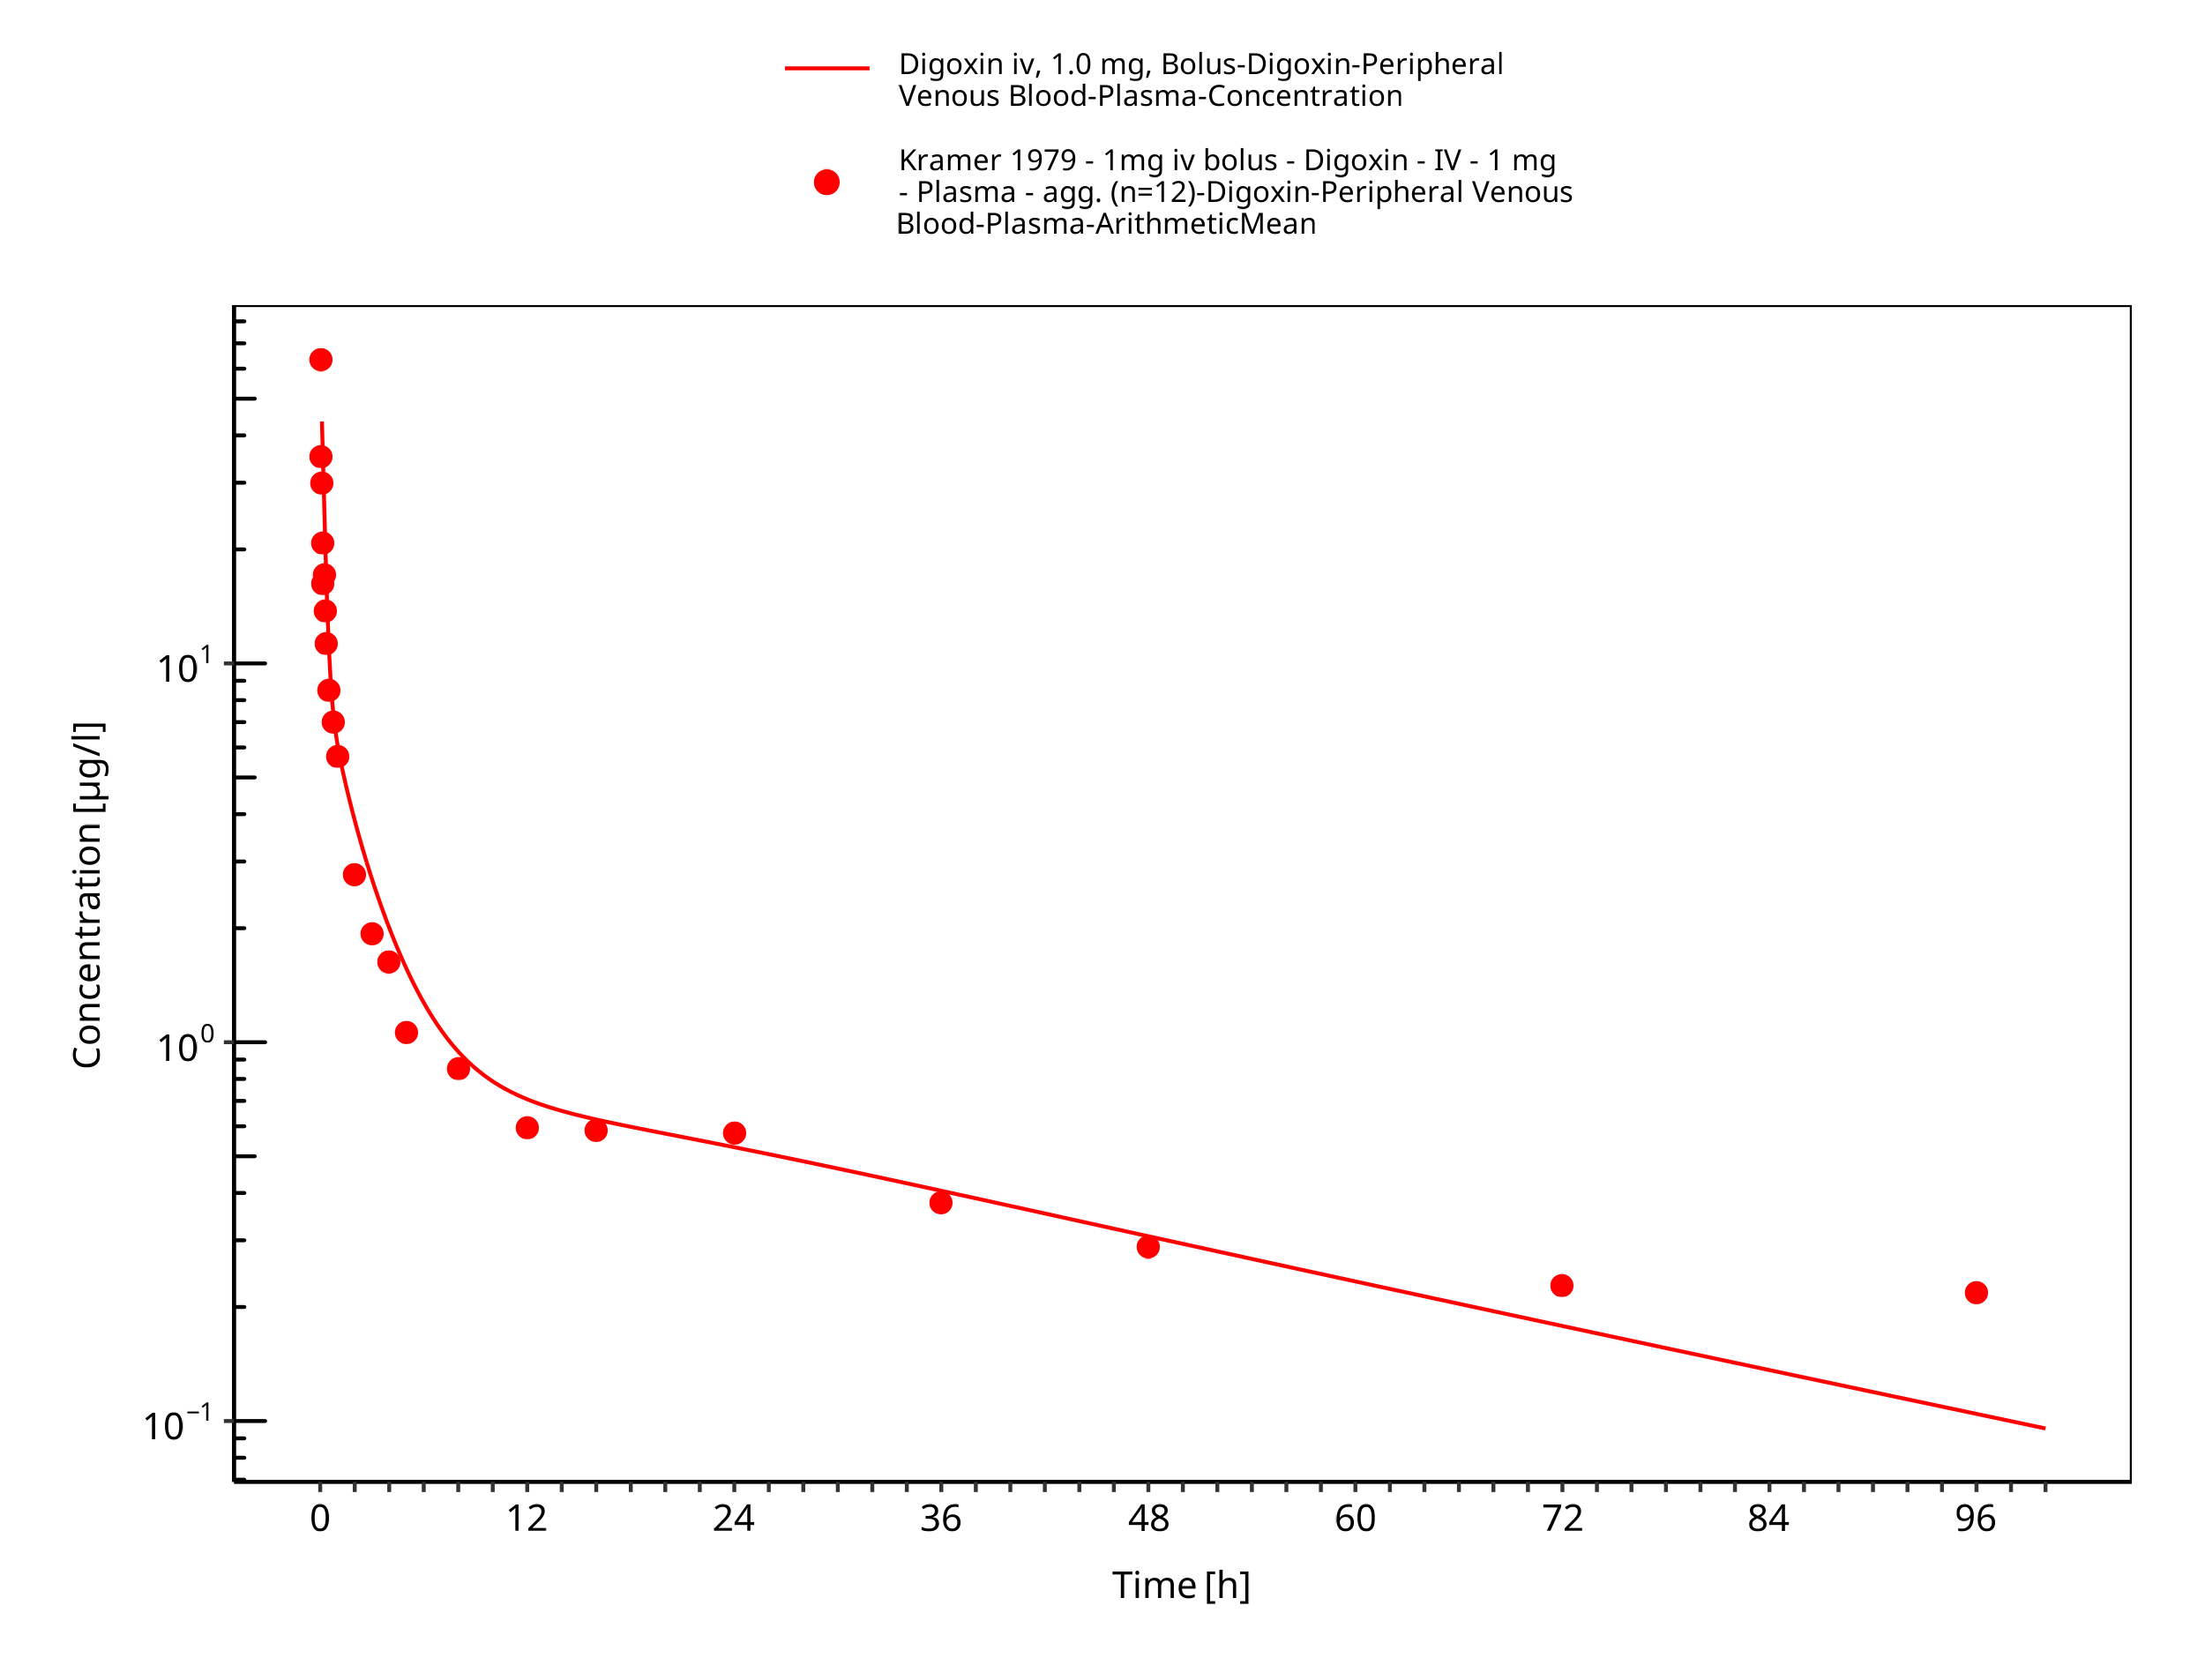 Digoxin iv, 1.0 mg, Bolus-Digoxin-Peripheral
Venous Blood-Plasma-Concentration
Kramer 1979 - 1mg iv bolus - Digoxin - IV - 1 mg
- Plasma - agg. (n=12)-Digoxin-Peripheral Venous
Blood-Plasma-ArithmeticMean
10¹
10⁰
10⁻¹
Concentration [µg/l]
0 12 24 36 48 60 72 84 96
Time [h]